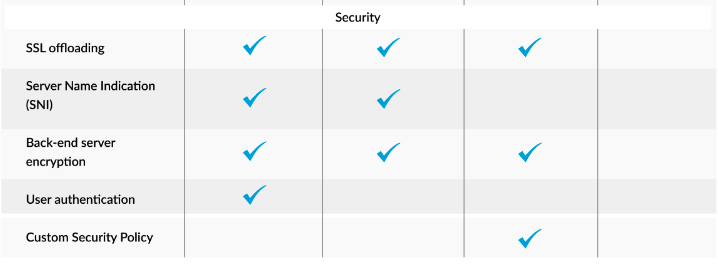 Security
SSL offloading
Server Name Indication
(SNI)
Back-end server
encryption
User authentication
Custom Security Policy